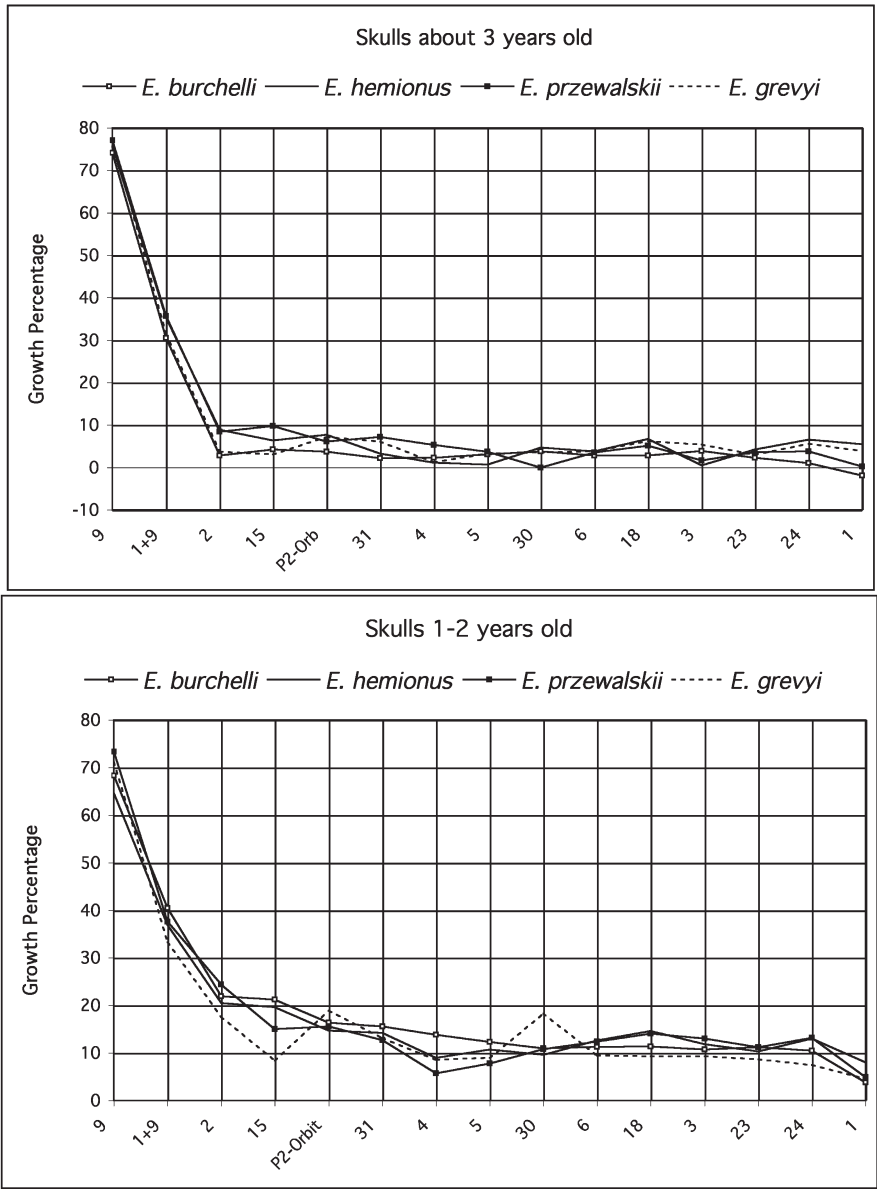 Skulls about 3 years old
E. burchelli E. hemionus E. przewalskii E. grevyi
80
70
60
50
40
30
20
10
0
-10
Growth Percentage
9 1+9 2 15 P2-Orb 31 4 5 30 6 18 3 23 24 1
Skulls 1-2 years old
E. burchelli E. hemionus E. przewalskii E. grevyi
80
70
60
50
40
30
20
10
0
Growth Percentage
9 1+9 2 15 P2-Orbit 31 4 5 30 6 18 3 23 24 1